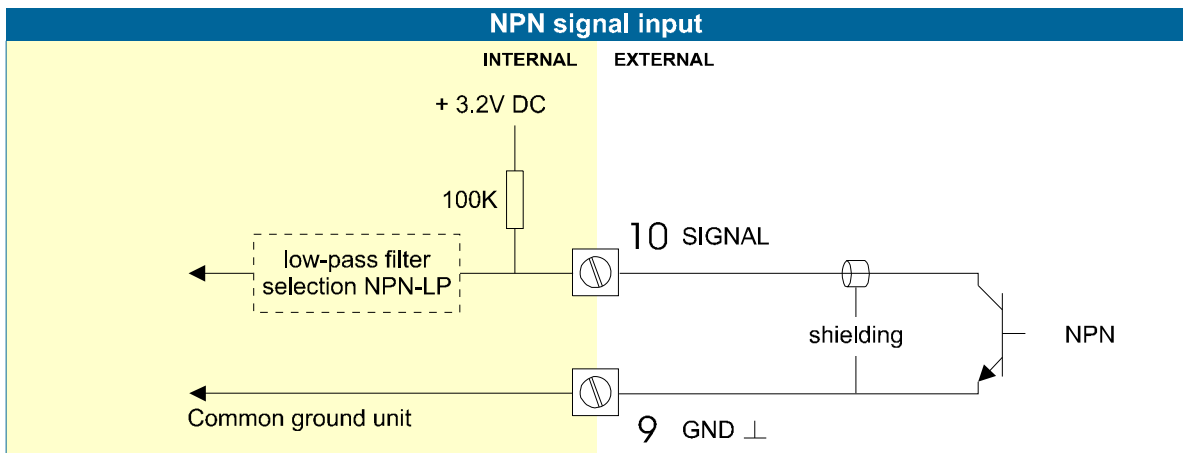 NPN signal input
INTERNAL EXTERNAL
+ 3.2V DC
100K
10 SIGNAL
low-pass filter
selection NPN-LP
shielding
NPN
Common ground unit
9 GND ⊥